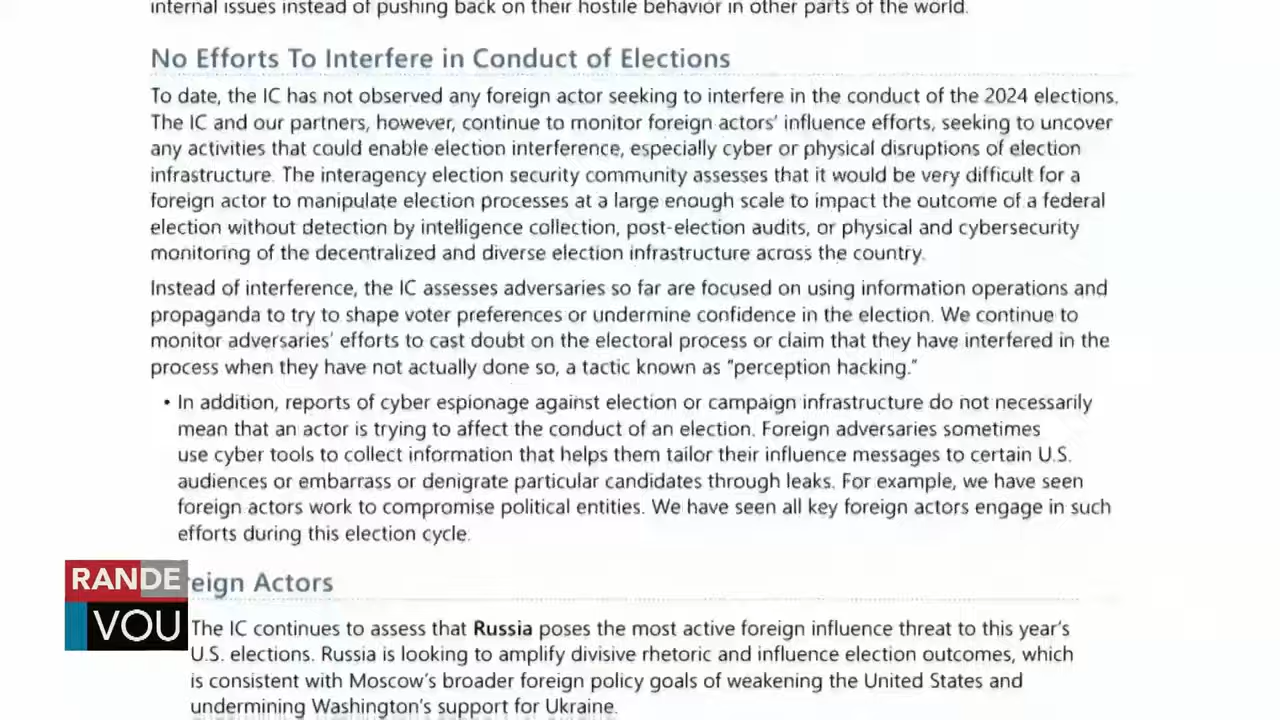 internal issues instead of pushing back on their hostile behavior in other parts of the world.
No Efforts To Interfere in Conduct of Elections
To date, the IC has not observed any foreign actor seeking to interfere in the conduct of the 2024 elections.
The IC and our partners, however, continue to monitor foreign actors' influence efforts, seeking to uncover
any activities that could enable election interference, especially cyber or physical disruptions of election
infrastructure. The interagency election security community assesses that it would be very difficult for a
foreign actor to manipulate election processes at a large enough scale to impact the outcome of a federal
election without detection by intelligence collection, post-election audits, or physical and cybersecurity
monitoring of the decentralized and diverse election infrastructure across the country.
Instead of interference, the IC assesses adversaries so far are focused on using information operations and
propaganda to try to shape voter preferences or undermine confidence in the election. We continue to
monitor adversaries' efforts to cast doubt on the electoral process or claim that they have interfered in the
process when they have not actually done so, a tactic known as "perception hacking."
• In addition, reports of cyber espionage against election or campaign infrastructure do not necessarily
mean that an actor is trying to affect the conduct of an election. Foreign adversaries sometimes
use cyber tools to collect information that helps them tailor their influence messages to certain U.S.
audiences or embarrass or denigrate particular candidates through leaks. For example, we have seen
foreign actors work to compromise political entities. We have seen all key foreign actors engage in such
efforts during this election cycle.
eign Actors
The IC continues to assess that Russia poses the most active foreign influence threat to this year's
U.S. elections. Russia is looking to amplify divisive rhetoric and influence election outcomes, which
is consistent with Moscow's broader foreign policy goals of weakening the United States and
undermining Washington's support for Ukraine.
RANDE
VOU